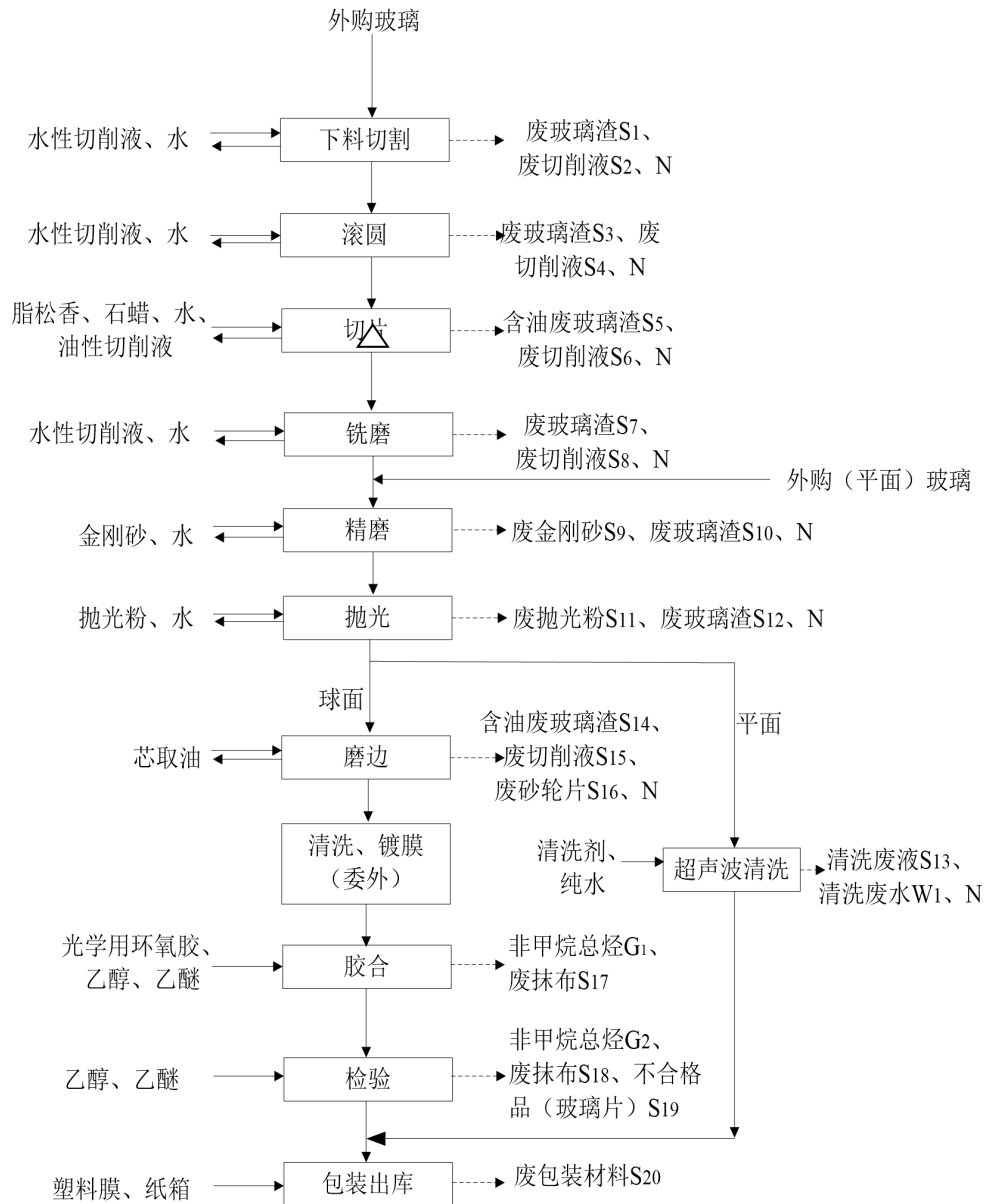 外购玻璃
水性切削液、水
下料切割
废玻璃渣S1、
废切削液S2、N
水性切削液、水
滚圆
废玻璃渣S3、废
切削液S4、N
脂松香、石蜡、水、
油性切削液
切片
含油废玻璃渣S5、
废切削液S6、N
水性切削液、水
铣磨
废玻璃渣S7、
废切削液S8、N
外购（平面）玻璃
金刚砂、水
精磨
废金刚砂S9、废玻璃渣S10、N
抛光粉、水
抛光
废抛光粉S11、废玻璃渣S12、N
球面
平面
芯取油
磨边
含油废玻璃渣S14、
废切削液S15、
废砂轮片S16、N
清洗、镀膜
（委外）
清洗剂、
纯水
超声波清洗
清洗废液S13、
清洗废水W1、N
光学用环氧胶、
乙醇、乙醚
胶合
非甲烷总烃G1、
废抹布S17
乙醇、乙醚
检验
非甲烷总烃G2、
废抹布S18、不合格
品（玻璃片）S19
塑料膜、纸箱
包装出库
废包装材料S20